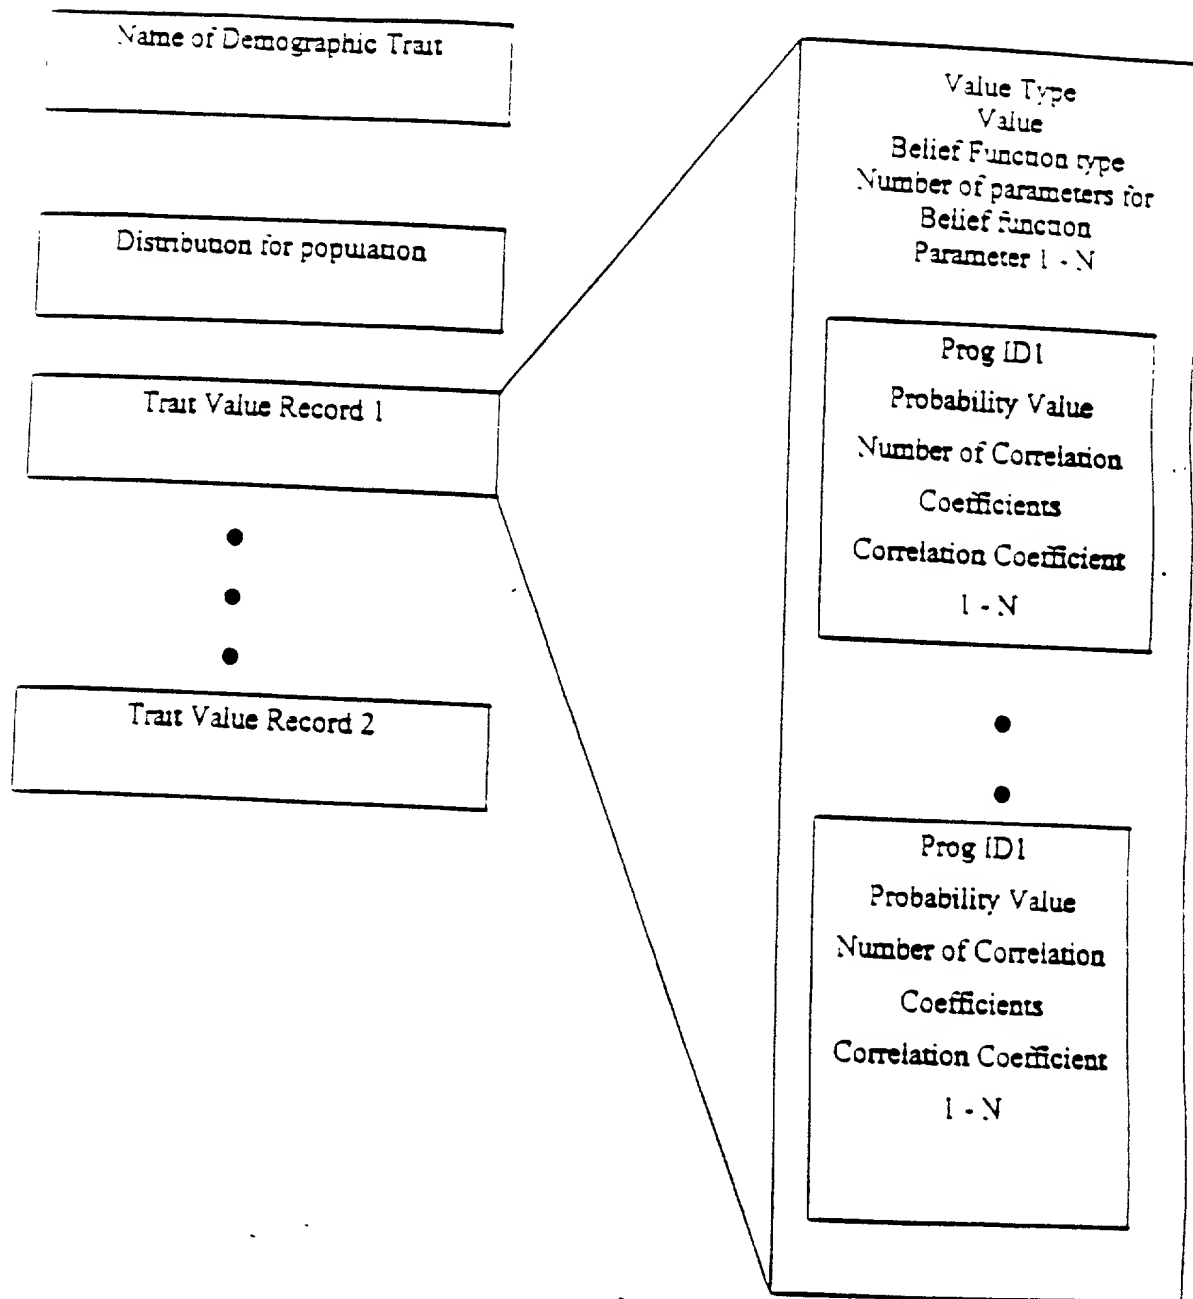 Name of Demographic Trait
Distribution for population
Trait Value Record 1
Trait Value Record 2
Value Type
Value
Belief Function type
Number of parameters for
Belief function
Parameter 1 - N
Prog ID1
Probability Value
Number of Correlation
Coefficients
Correlation Coefficient
1 - N
Prog ID1
Probability Value
Number of Correlation
Coefficients
Correlation Coefficient
1 - N